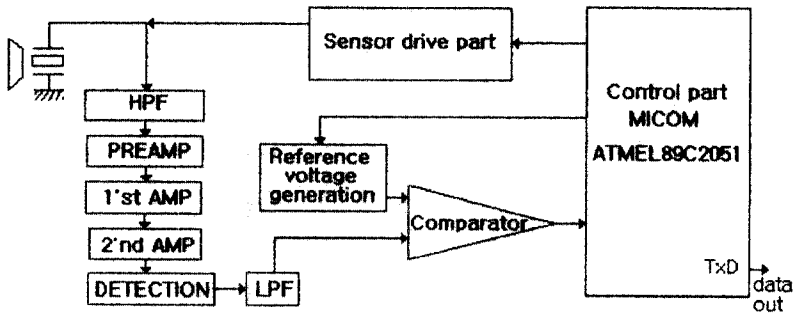 Sensor drive part
Control part
MICOM
ATMEL89C2051
HPF
PREAMP
1'st AMP
2'nd AMP
DETECTION
LPF
Reference
voltage
generation
Comparator
TxD
data
out